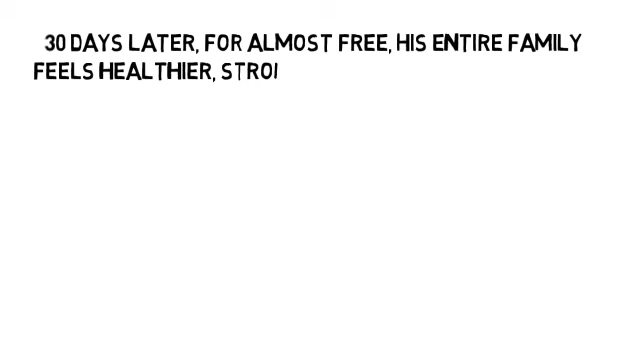 30 DAYS LATER, FOR ALMOST FREE, HIS ENTIRE FAMILY
FEELS HEALTHIER,